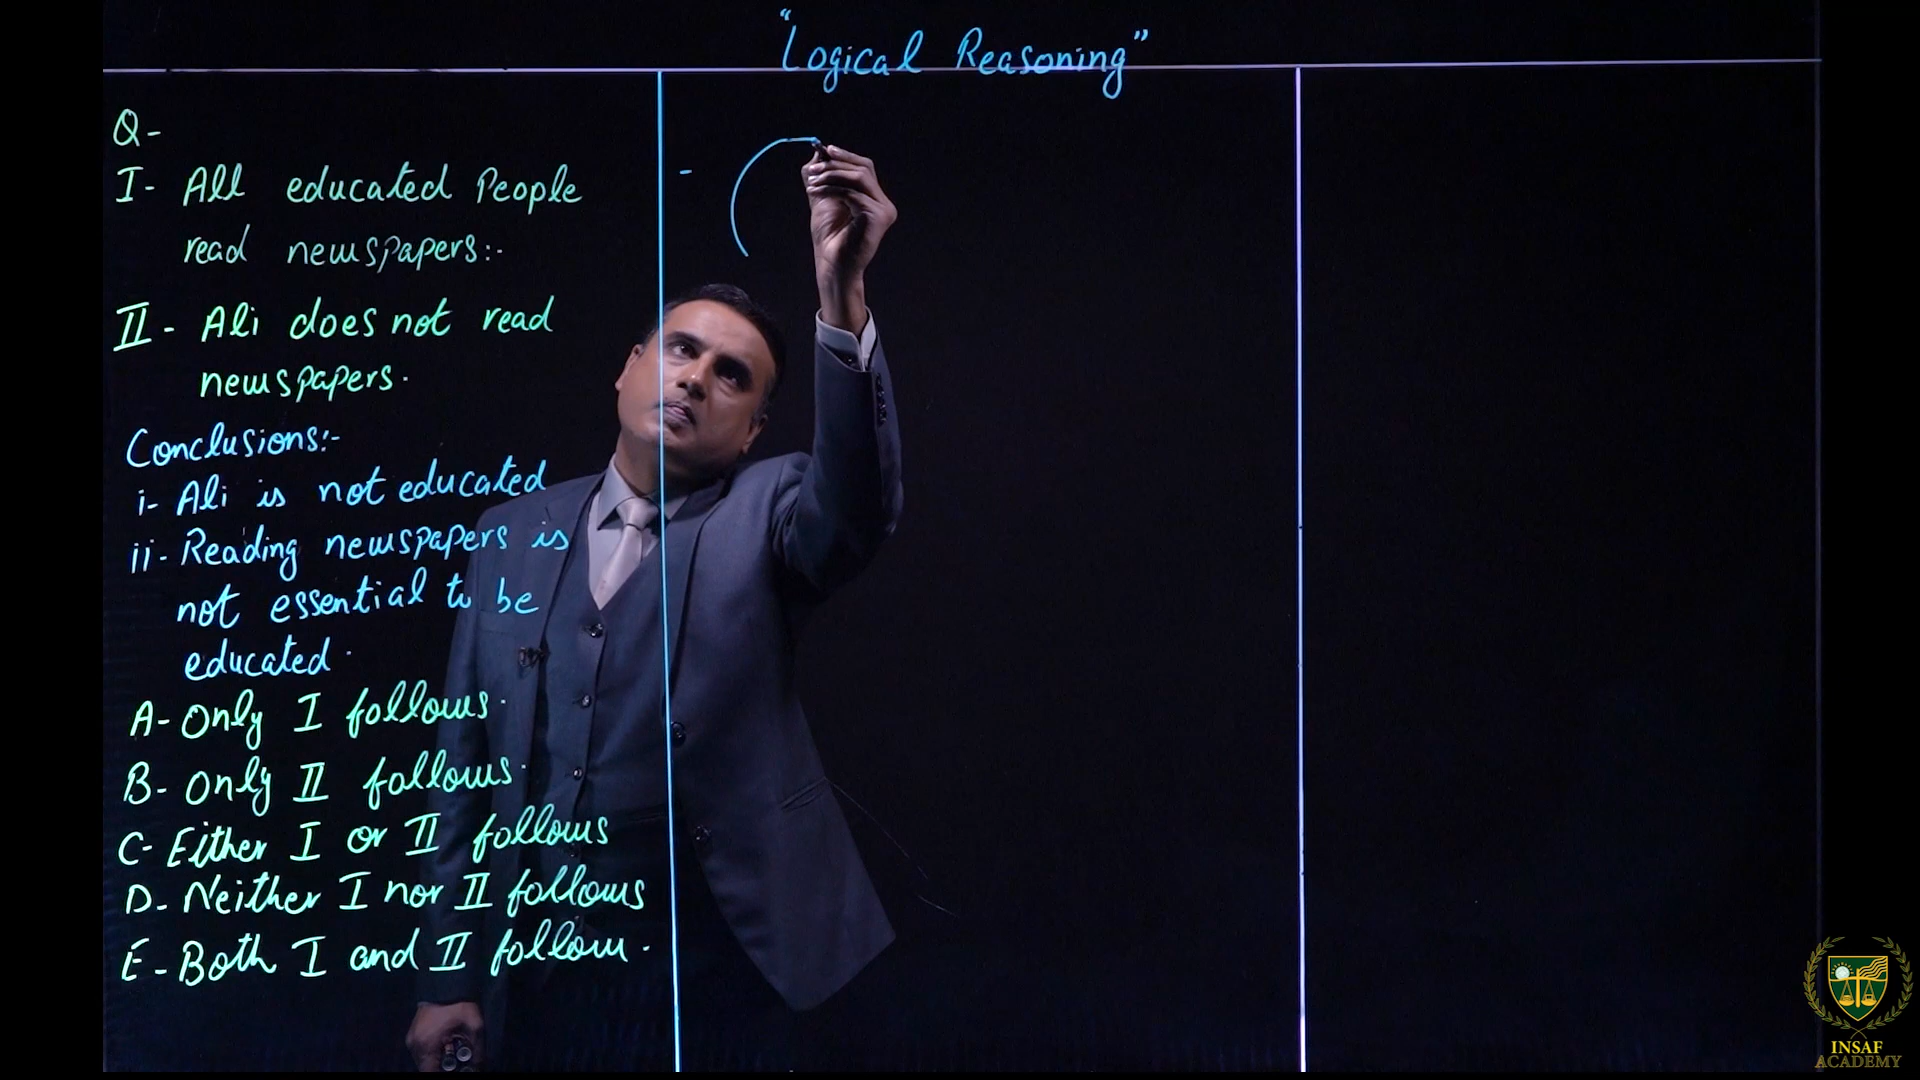 "Logical Reasoning"
Q-
I- All educated People
read newspapers:-
II- Ali does not read
newspapers.
Conclusions:-
i- Ali is not educated
ii- Reading newspapers is
not essential to be
educated.
A- Only I follows.
B- Only II follows.
C- Either I or II follows
D- Neither I nor II follows
E- Both I and II follow.
INSAF
ACADEMY